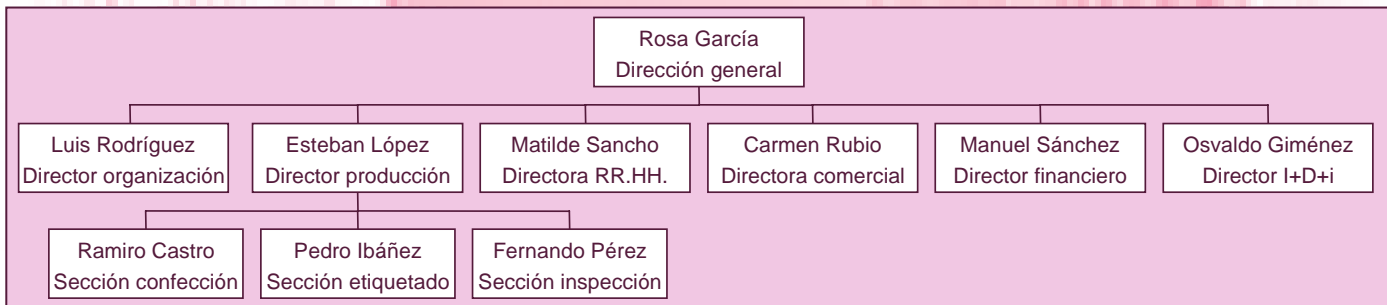 Rosa García
Dirección general
Luis Rodríguez
Director organización
Esteban López
Director producción
Matilde Sancho
Directora RR.HH.
Carmen Rubio
Directora comercial
Manuel Sánchez
Director financiero
Osvaldo Giménez
Director I+D+i
Ramiro Castro
Sección confección
Pedro Ibáñez
Sección etiquetado
Fernando Pérez
Sección inspección